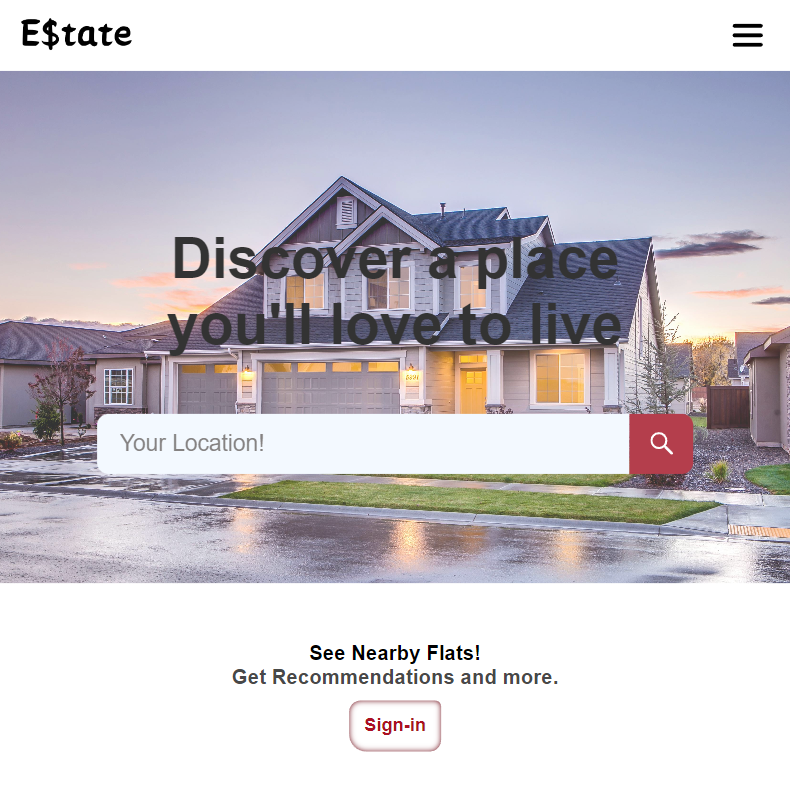 E$tate
Discover a place
you'll love to live
Your Location!
See Nearby Flats!
Get Recommendations and more.
Sign-in